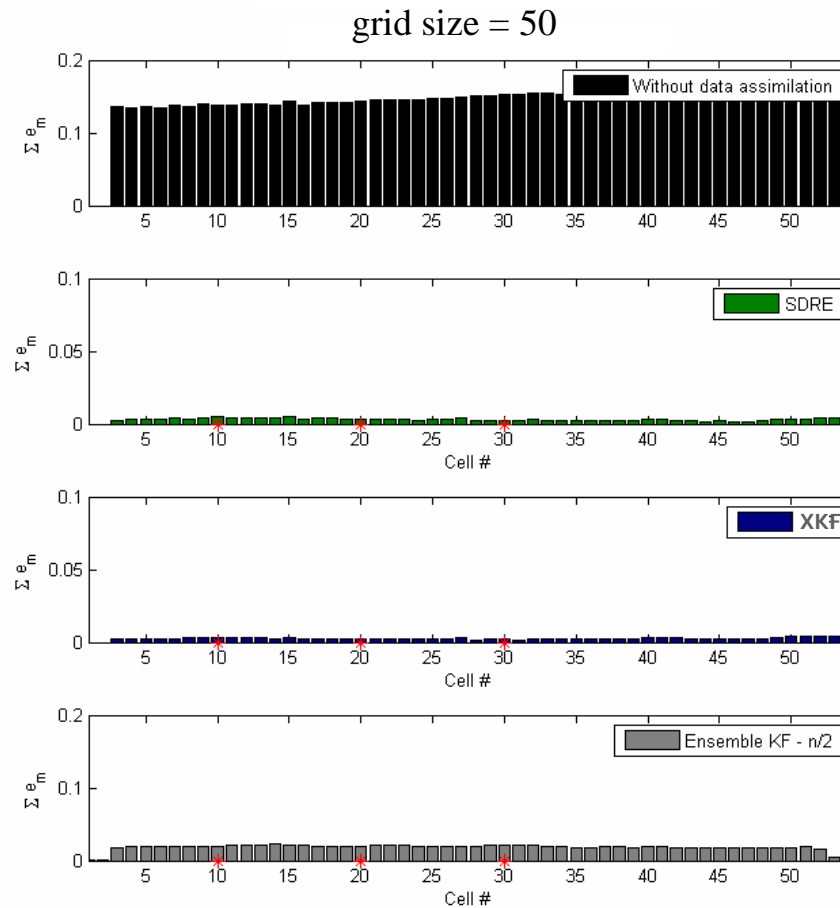 grid size = 50
Without data assimilation
0.2
0.1
0
Σ e_m
5 10 15 20 25 30 35 40 45 50
SDRE
0.1
0.05
0
Σ e_m
5 10 15 20 25 30 35 40 45 50
Cell #
XKF
0.1
0.05
0
Σ e_m
5 10 15 20 25 30 35 40 45 50
Cell #
Ensemble KF - n/2
0.2
0.1
0
Σ e_m
5 10 15 20 25 30 35 40 45 50
Cell #